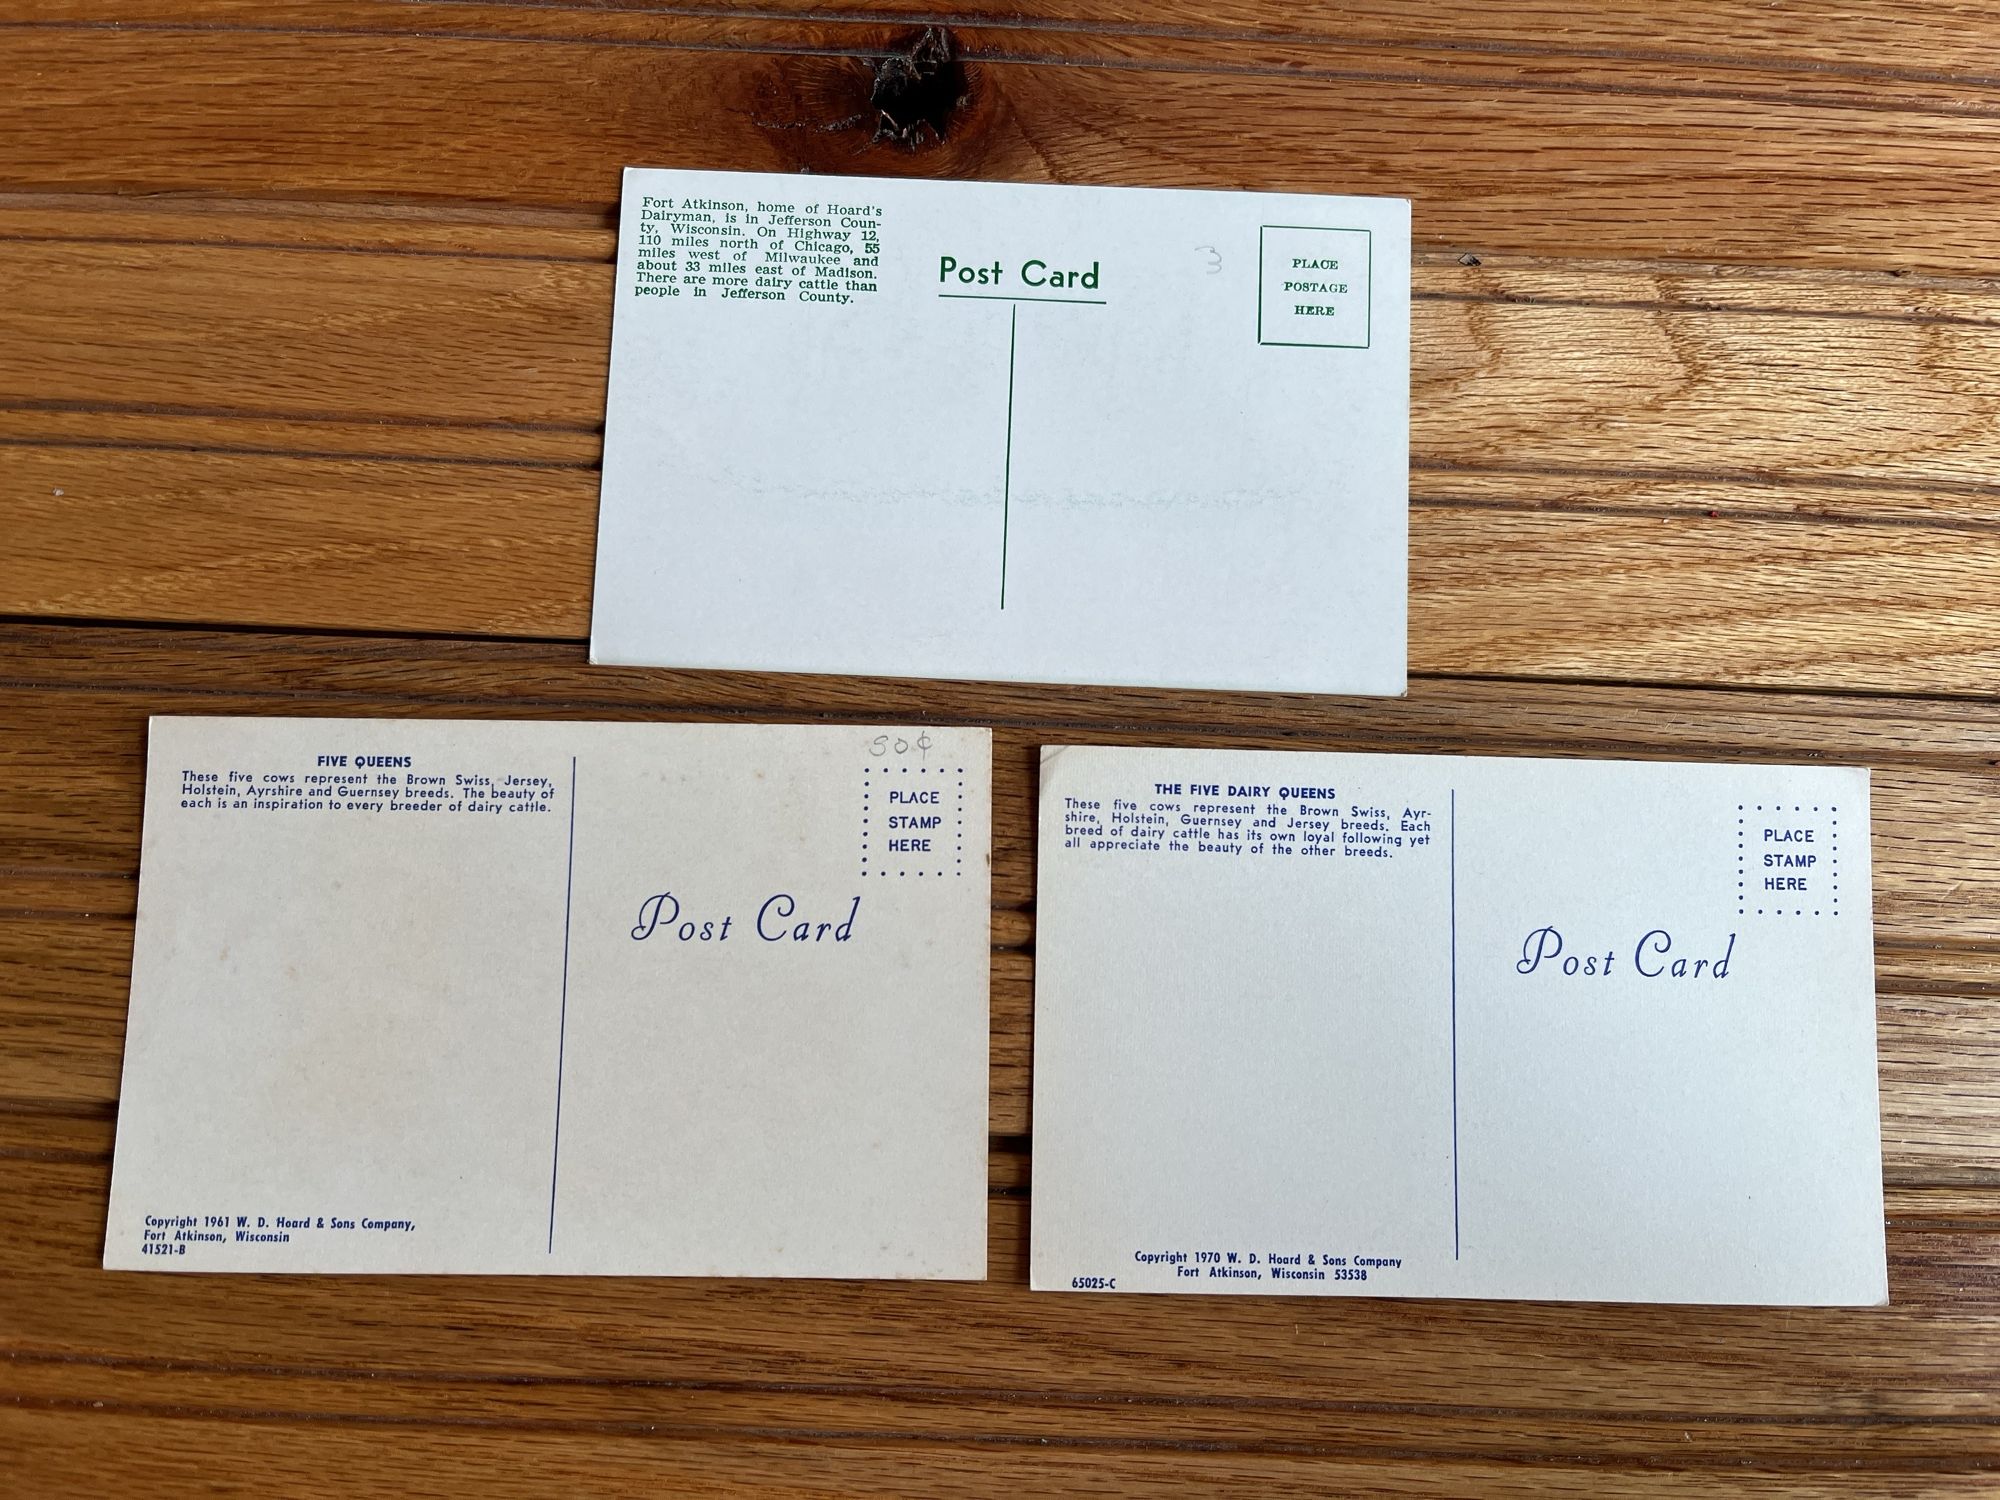 Fort Atkinson, home of Hoard's
Dairyman, is in Jefferson Coun-
ty, Wisconsin. On Highway 12,
110 miles north of Chicago, 55
miles west of Milwaukee and
about 33 miles east of Madison.
There are more dairy cattle than
people in Jefferson County.
Post Card
3
PLACE
POSTAGE
HERE
FIVE QUEENS
These five cows represent the Brown Swiss, Jersey,
Holstein, Ayrshire and Guernsey breeds. The beauty of
each is an inspiration to every breeder of dairy cattle.
50¢
PLACE
STAMP
HERE
Post Card
Copyright 1961 W. D. Hoard & Sons Company,
Fort Atkinson, Wisconsin
41521-B
THE FIVE DAIRY QUEENS
These five cows represent the Brown Swiss, Ayr-
shire, Holstein, Guernsey and Jersey breeds. Each
breed of dairy cattle has its own loyal following yet
all appreciate the beauty of the other breeds.
PLACE
STAMP
HERE
Post Card
Copyright 1970 W. D. Hoard & Sons Company
Fort Atkinson, Wisconsin 53538
65025-C